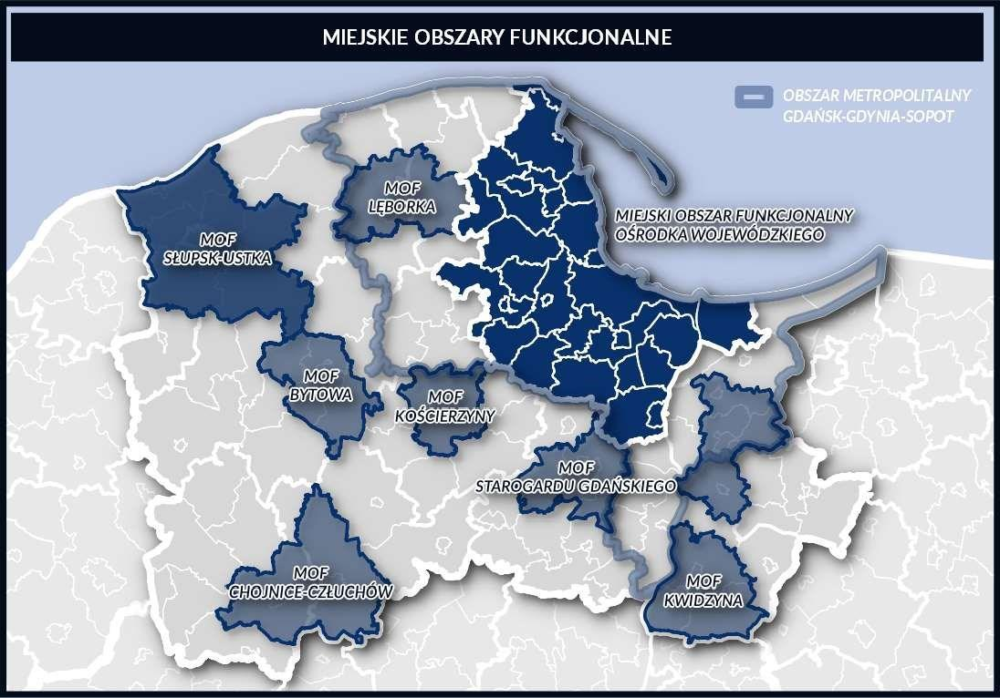 MIEJSKIE OBSZARY FUNKCJONALNE
OBSZAR METROPOLITALNY
GDAŃSK-GDYNIA-SOPOT
MOF
LĘBORKA
MIEJSKI OBSZAR FUNKCJONALNY
OŚRODKA WOJEWÓDZKIEGO
MOF
SŁUPSK-USTKA
MOF
BYTOWA
MOF
KOŚCIERZYNY
MOF
STAROGARDU GDAŃSKIEGO
MOF
CHOJNICE-CZŁUCHÓW
MOF
KWIDZYNA